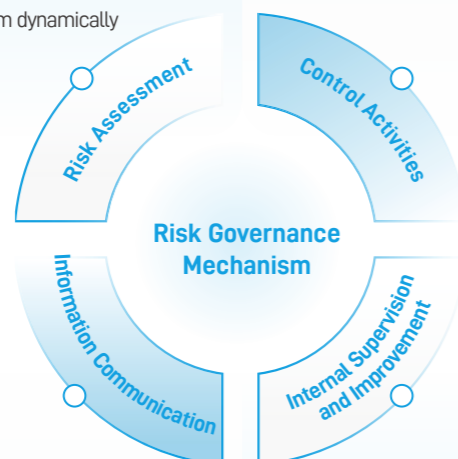 m dynamically
Risk Assessment
Control Activities
Risk Governance
Mechanism
Information Communication
Internal Supervision
and Improvement